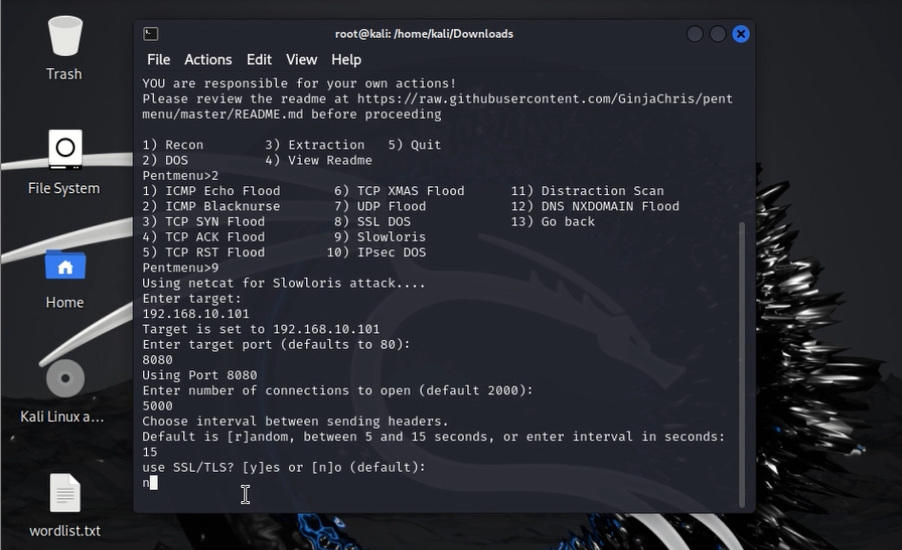 Trash
File System
Home
Kali Linux a...
wordlist.txt
root@kali: /home/kali/Downloads
File Actions Edit View Help
YOU are responsible for your own actions!
Please review the readme at https://raw.githubusercontent.com/GinjaChris/pent
menu/master/README.md before proceeding
1) Recon 3) Extraction 5) Quit
2) DOS 4) View Readme
Pentmenu>2
1) ICMP Echo Flood 6) TCP XMAS Flood 11) Distraction Scan
2) ICMP Blacknurse 7) UDP Flood 12) DNS NXDOMAIN Flood
3) TCP SYN Flood 8) SSL DOS 13) Go back
4) TCP ACK Flood 9) Slowloris
5) TCP RST Flood 10) IPsec DOS
Pentmenu>9
Using netcat for Slowloris attack....
Enter target:
192.168.10.101
Target is set to 192.168.10.101
Enter target port (defaults to 80):
8080
Using Port 8080
Enter number of connections to open (default 2000):
5000
Choose interval between sending headers.
Default is [r]andom, between 5 and 15 seconds, or enter interval in seconds:
15
use SSL/TLS? [y]es or [n]o (default):
n